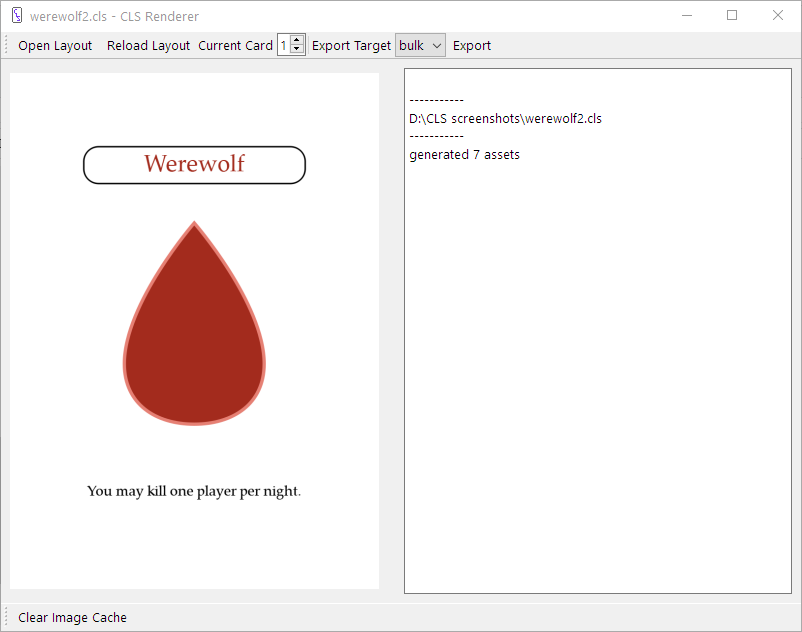 werewolf2.cls - CLS Renderer
Open Layout Reload Layout Current Card 1 Export Target bulk Export
Werewolf
You may kill one player per night.
-----------
D:\CLS screenshots\werewolf2.cls
-----------
generated 7 assets
Clear Image Cache